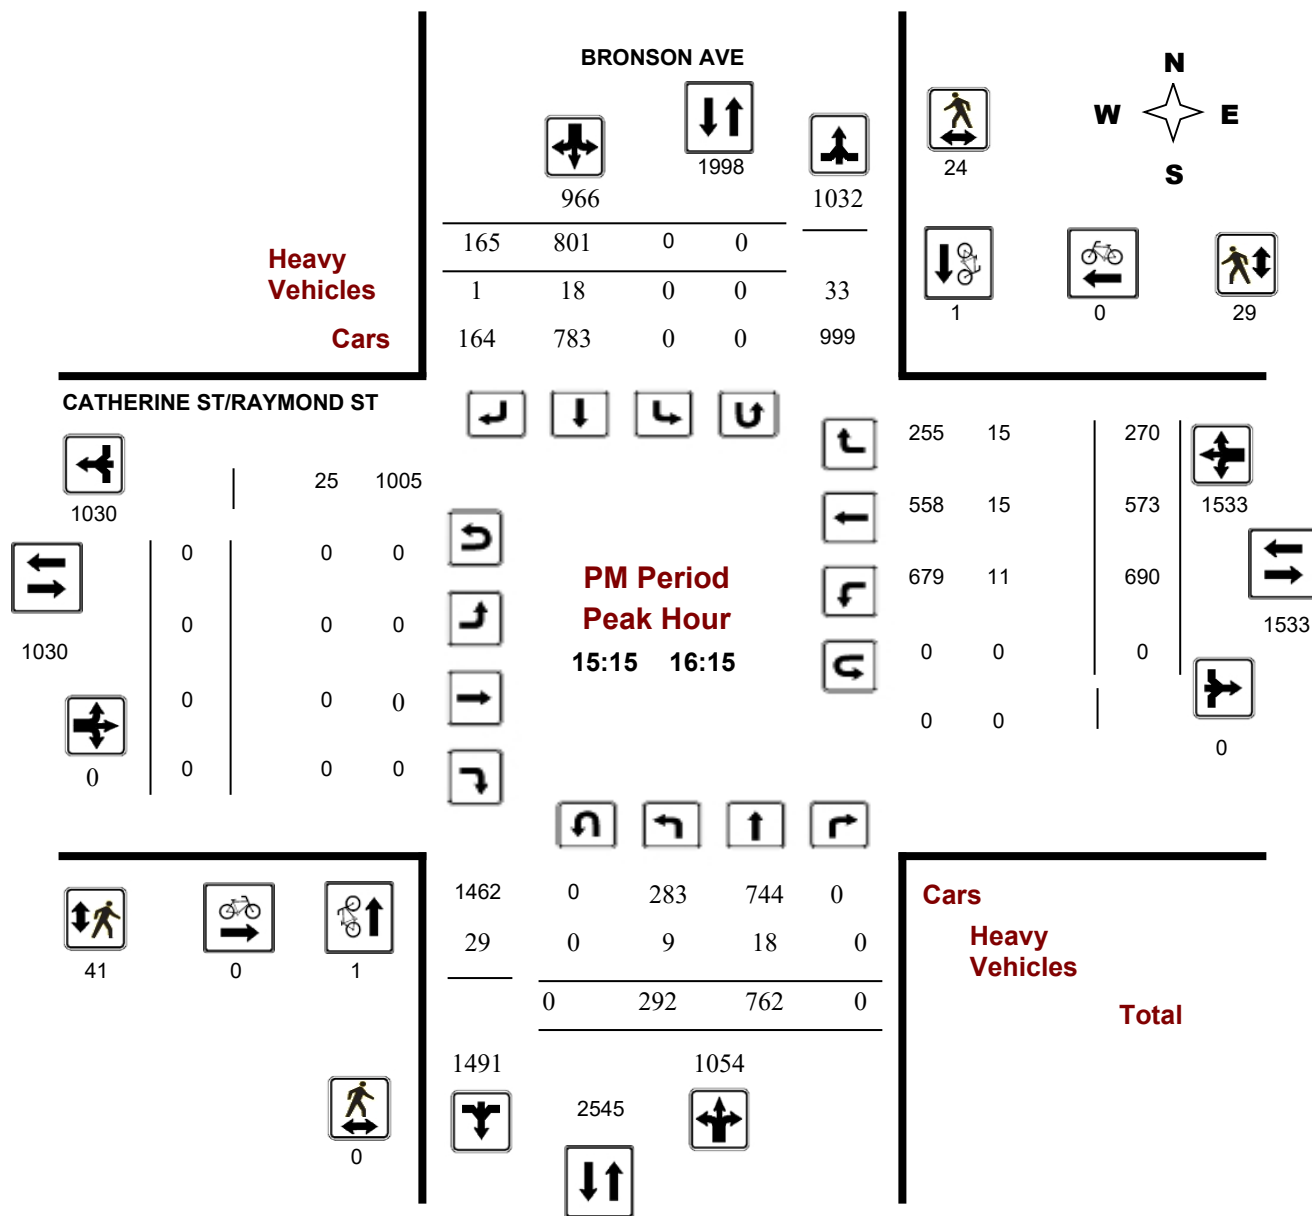 BRONSON AVE
N
W E
S
1998
24
966 1032
165 801 0 0
Heavy
Vehicles
1 18 0 0 33
1 0 29
Cars
164 783 0 0 999
CATHERINE ST/RAYMOND ST
255 15 270
25 1005
1030
558 15 573 1533
0 0 0
PM Period
679 11 690
Peak Hour
0 0 0
1533
1030
15:15 16:15
0 0 0
0 0 0
0 0
0
0
0 0 0
1462 0 283 744 0
Cars
29 0 9 18 0
Heavy
Vehicles
41 0 1
0 292 762 0
Total
1491 1054
2545
0